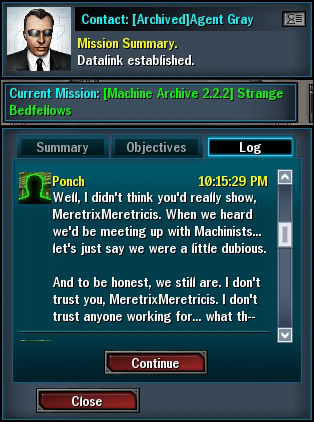 Contact: [Archived]Agent Gray
Mission Summary.
Datalink established.
Current Mission: [Machine Archive 2.2.2] Strange
Bedfellows
Summary
Objectives
Log
Ponch 10:15:29 PM
Well, I didn't think you'd really show,
MeretrixMeretricis. When we heard
we'd be meeting up with Machinists...
let's just say we were a little dubious.
And to be honest, we still are. I don't
trust you, MeretrixMeretricis. I don't
trust anyone working for... what th--
Continue
Close